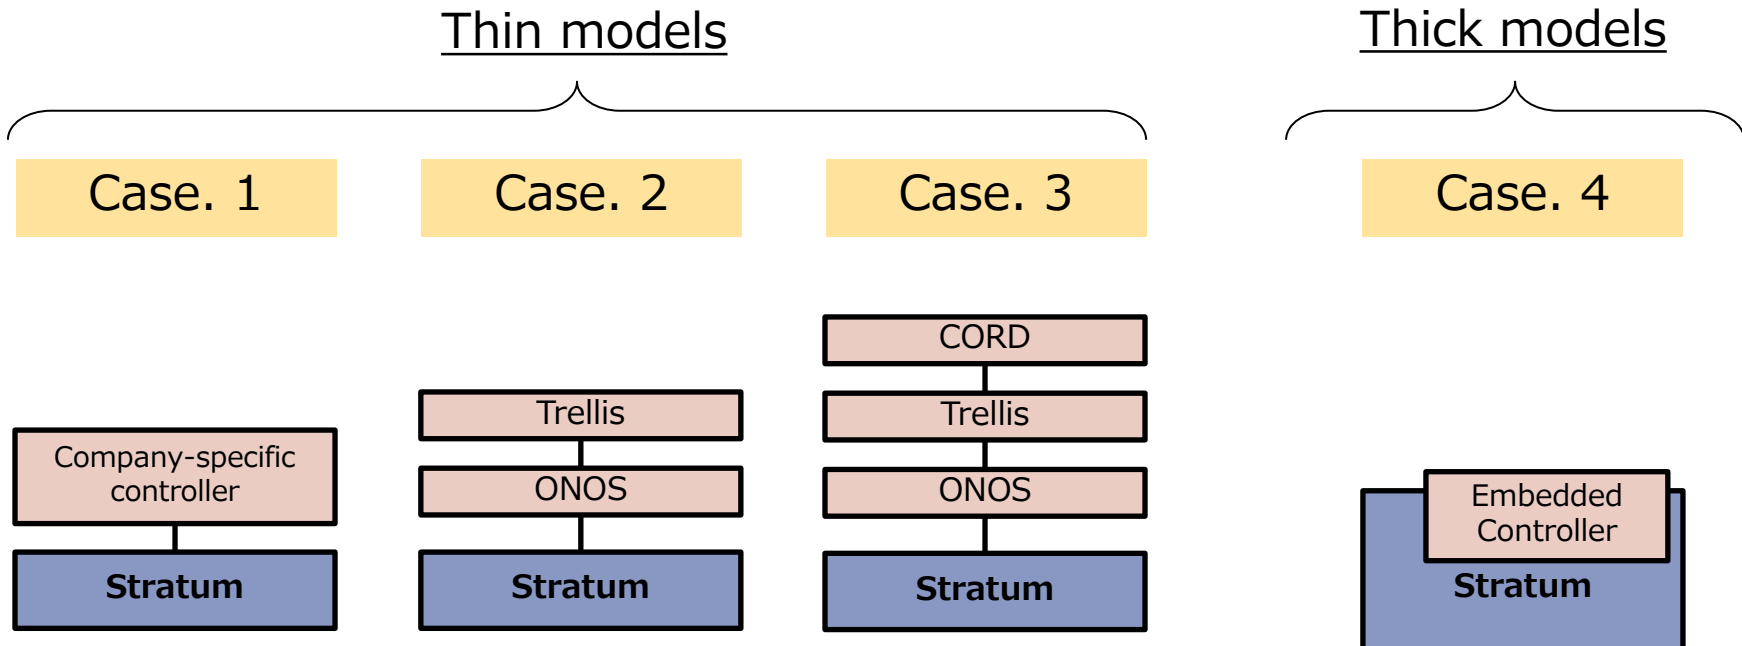 Thin models
Thick models
Case. 1
Case. 2
Case. 3
Case. 4
Company-specific
controller
Stratum
Trellis
ONOS
Stratum
CORD
Trellis
ONOS
Stratum
Embedded
Controller
Stratum